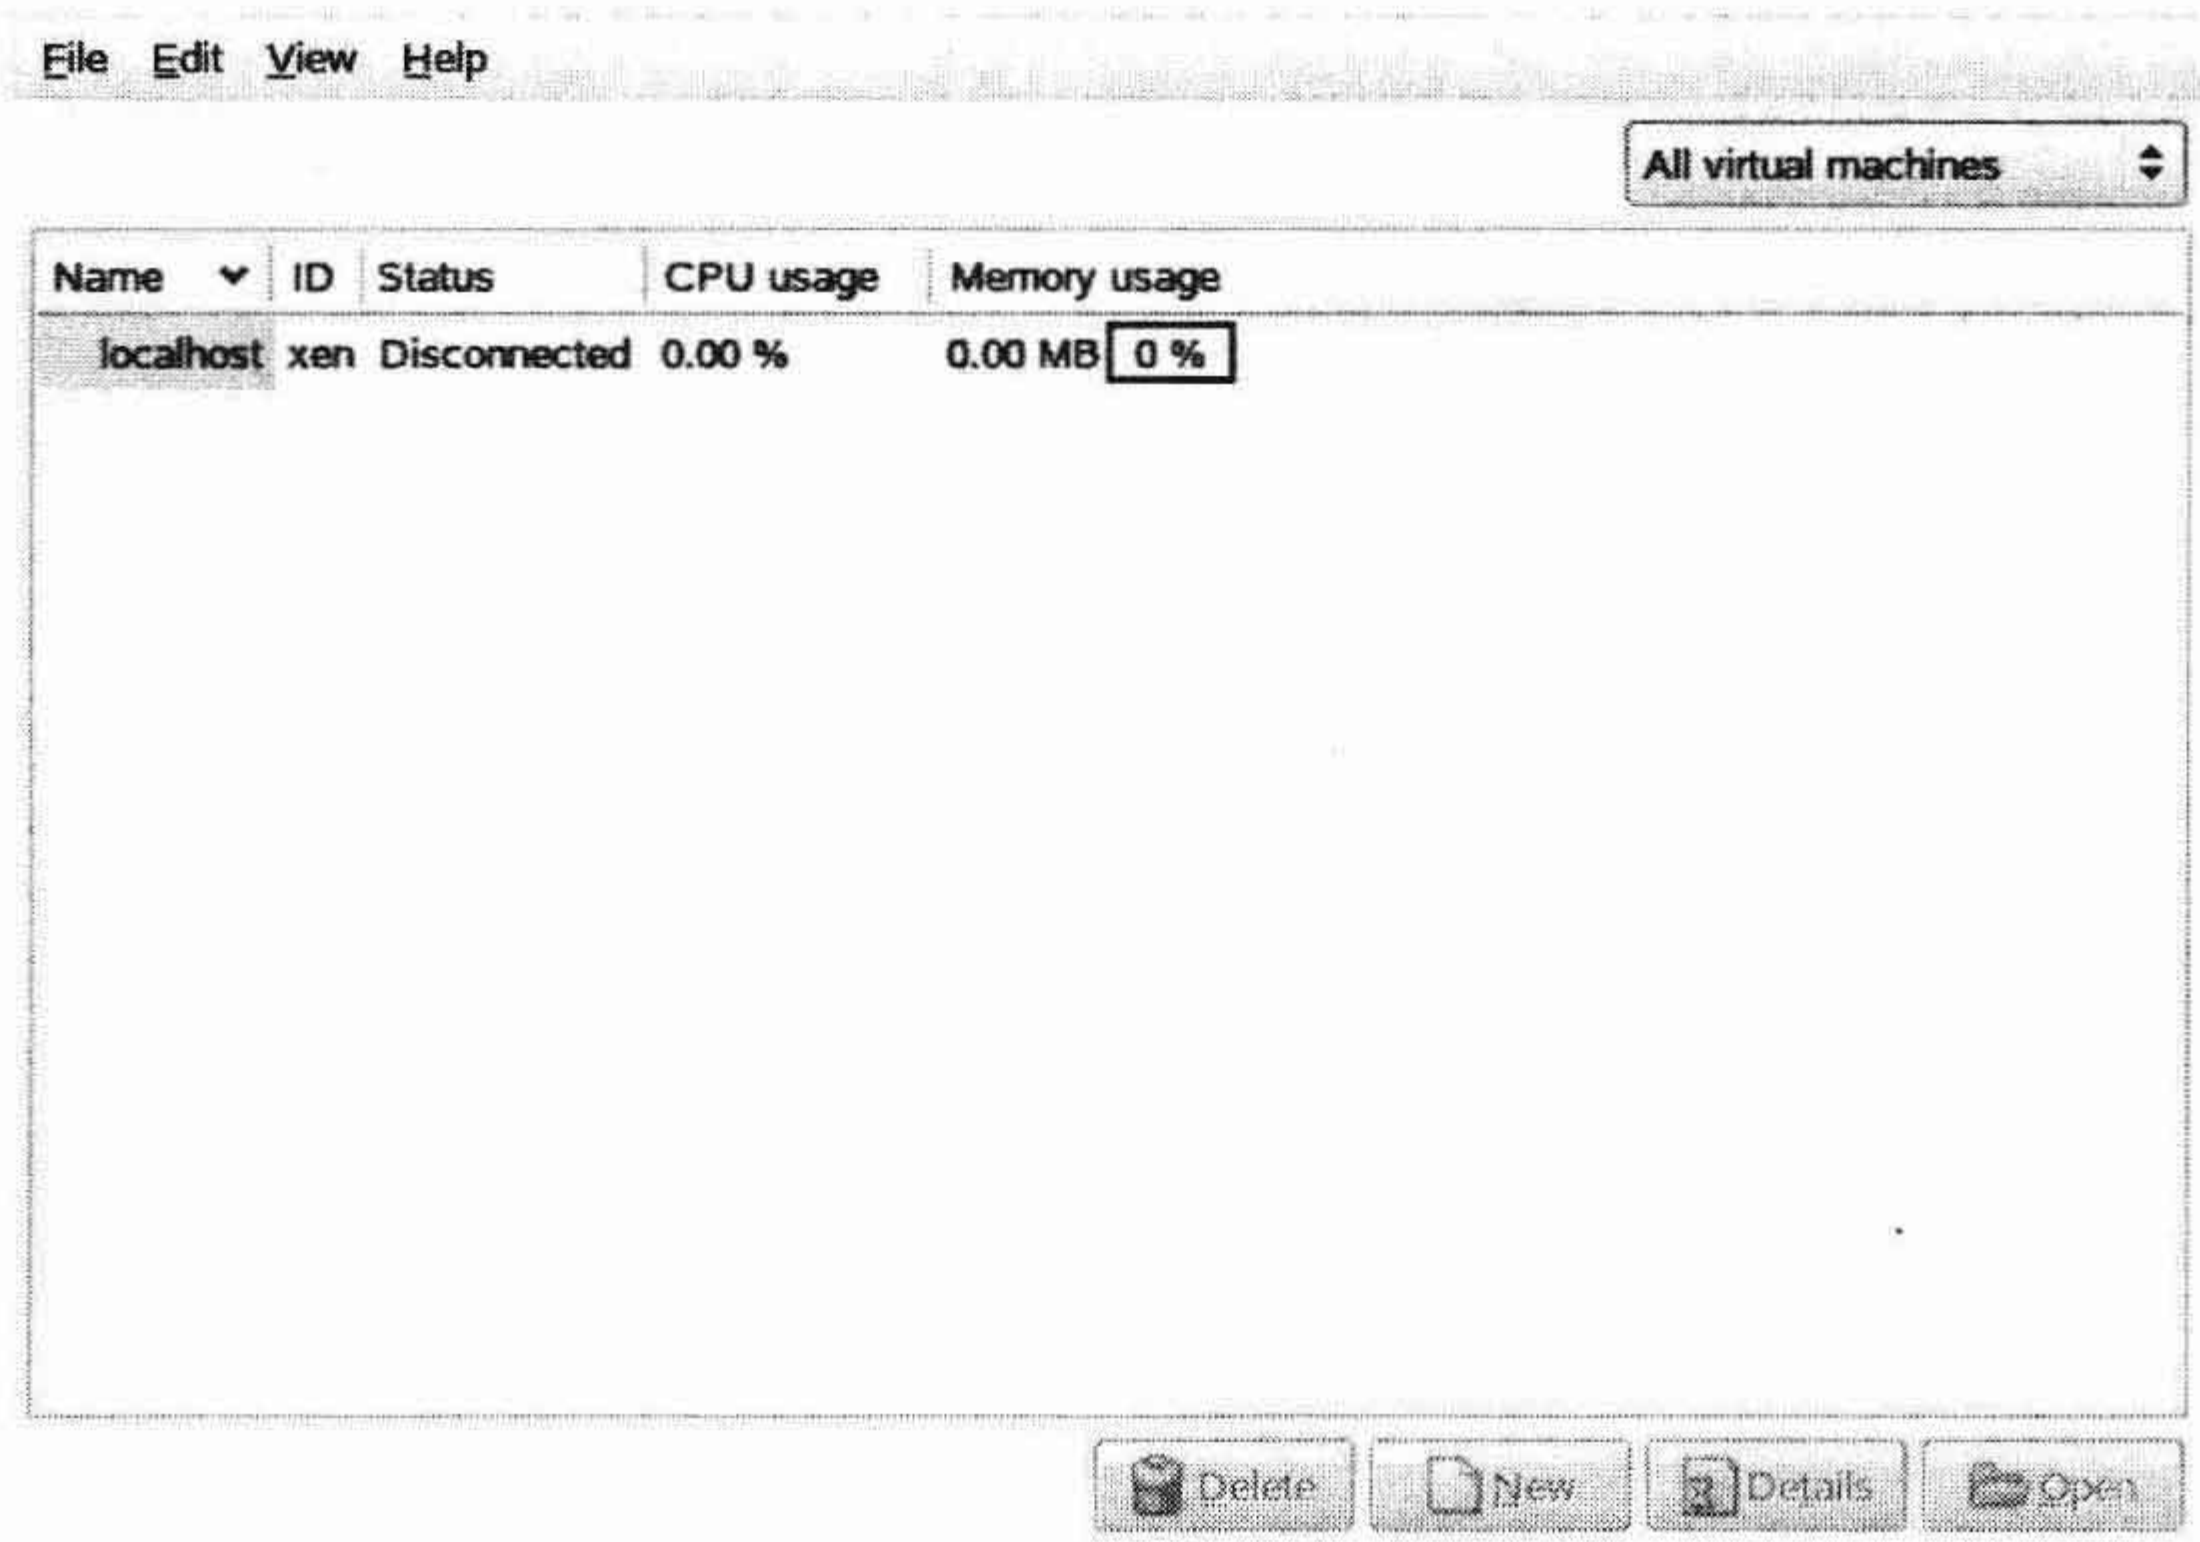 File Edit View Help
All virtual machines
Name ID Status CPU usage Memory usage
localhost xen Disconnected 0.00 % 0.00 MB 0 %
Delete New Details Open